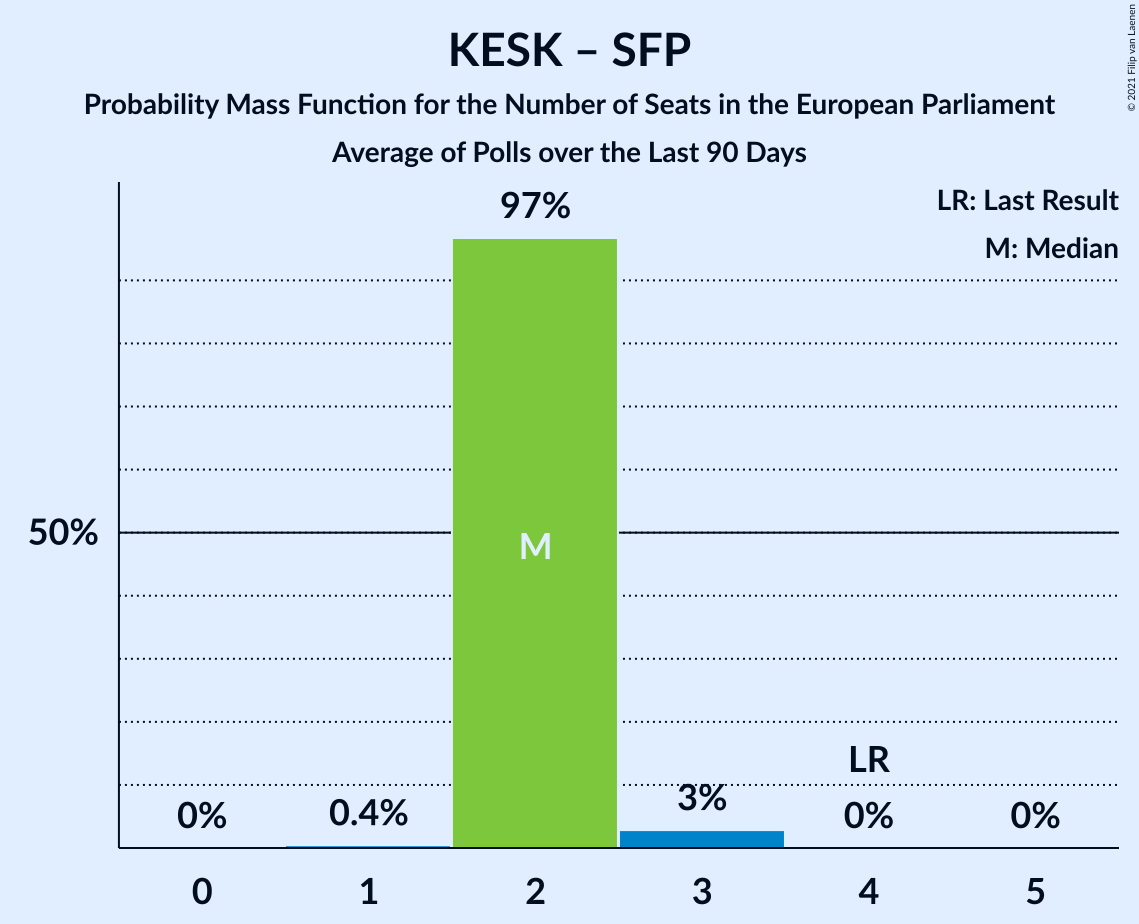 KESK – SFP
Probability Mass Function for the Number of Seats in the European Parliament
Average of Polls over the Last 90 Days
© 2021 Filip van Laenen
LR: Last Result
M: Median
97%
50%
M
LR
0%
0.4%
3%
0%
0%
0
1
2
3
4
5